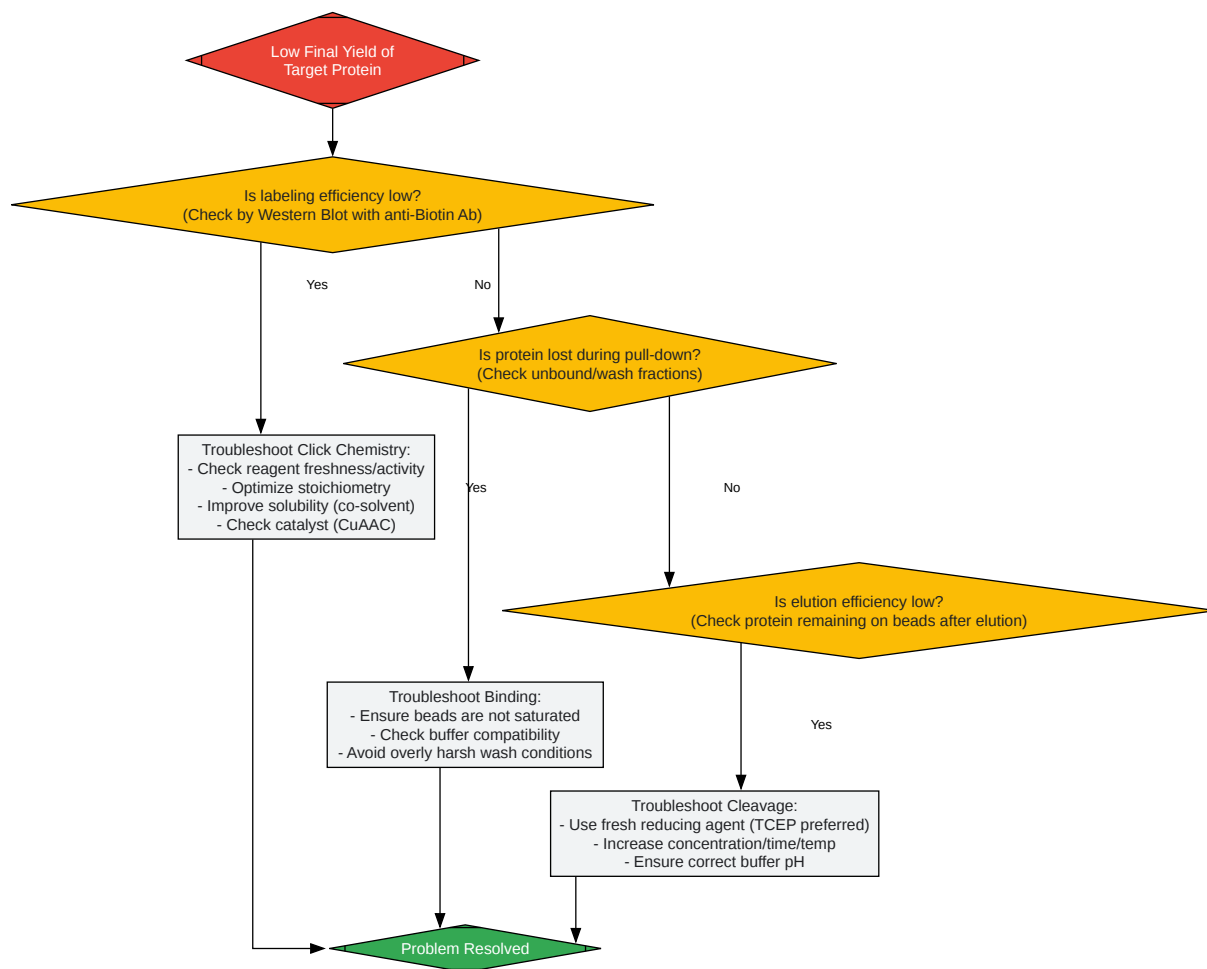 Low Final Yield of
Target Protein
Is labeling efficiency low?
(Check by Western Blot with anti-Biotin Ab)
Yes
No
Is protein lost during pull-down?
(Check unbound/wash fractions)
Troubleshoot Click Chemistry:
- Check reagent freshness/activity
- Optimize stoichiometry
- Improve solubility (co-solvent)
- Check catalyst (CuAAC)
Yes
No
Is elution efficiency low?
(Check protein remaining on beads after elution)
Troubleshoot Binding:
- Ensure beads are not saturated
- Check buffer compatibility
- Avoid overly harsh wash conditions
Yes
Troubleshoot Cleavage:
- Use fresh reducing agent (TCEP preferred)
- Increase concentration/time/temp
- Ensure correct buffer pH
Problem Resolved